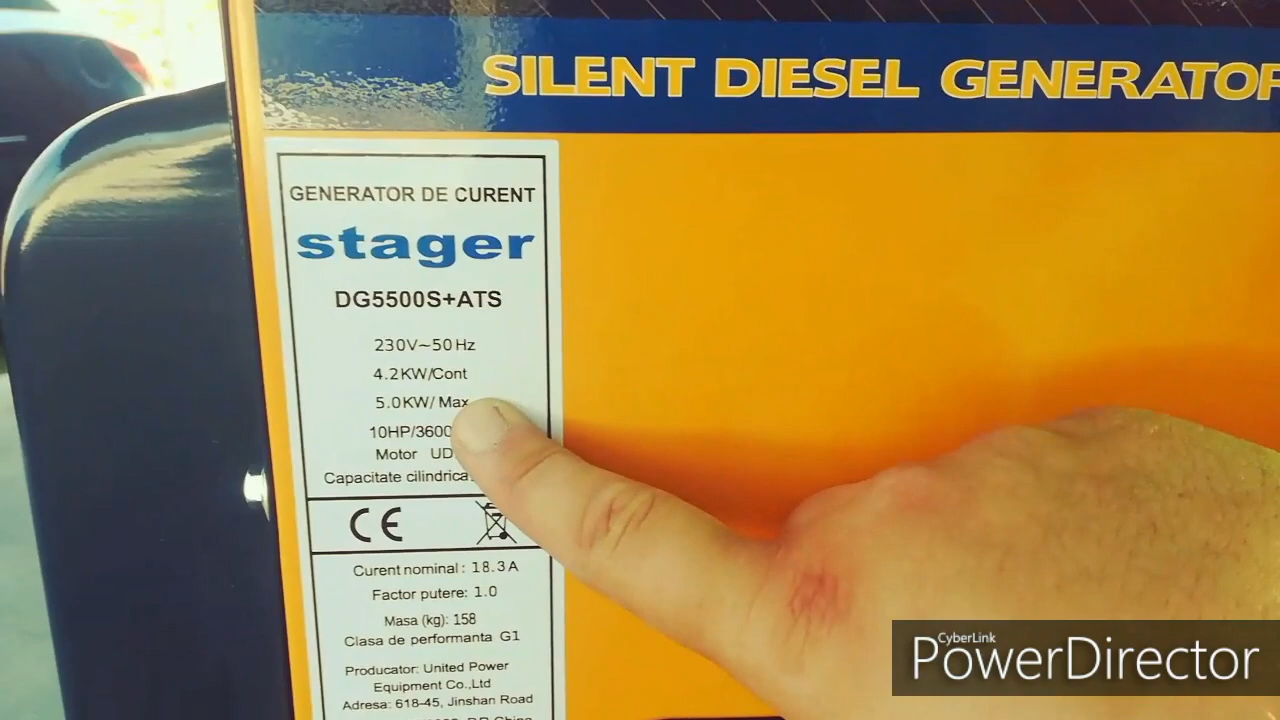 SILENT DIESEL GENERATOR
GENERATOR DE CURENT
stager
DG5500S+ATS
230V~50Hz
4.2KW/Cont
5.0KW/ Max
10HP/3600
Motor UD
Capacitate cilindrica
CE
Curent nominal : 18.3A
Factor putere: 1.0
Masa (kg): 158
Clasa de performanta G1
Producator: United Power
Equipment Co.,Ltd
Adresa: 618-45, Jinshan Road
CyberLink
PowerDirector